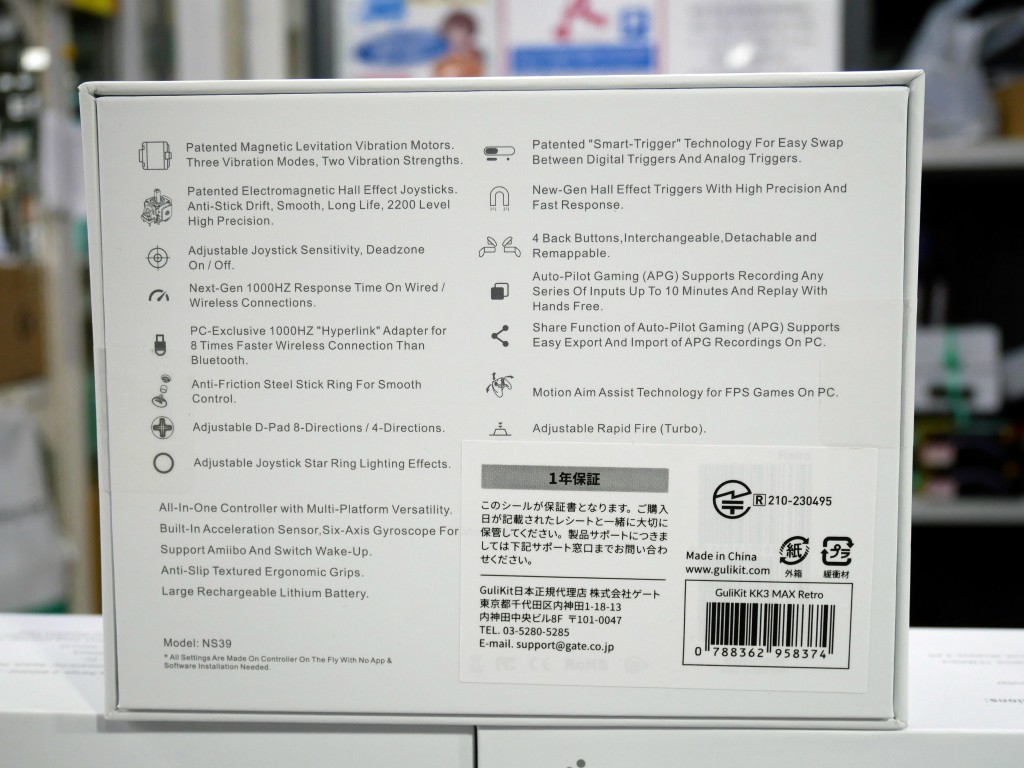 Patented Magnetic Levitation Vibration Motors.
Three Vibration Modes, Two Vibration Strengths.
Patented Electromagnetic Hall Effect Joysticks.
Anti-Stick Drift, Smooth, Long Life, 2200 Level
High Precision.
Adjustable Joystick Sensitivity, Deadzone
On / Off.
Next-Gen 1000HZ Response Time On Wired /
Wireless Connections.
PC-Exclusive 1000HZ "Hyperlink" Adapter for
8 Times Faster Wireless Connection Than
Bluetooth.
Anti-Friction Steel Stick Ring For Smooth
Control.
Adjustable D-Pad 8-Directions / 4-Directions.
Adjustable Joystick Star Ring Lighting Effects.
Patented "Smart-Trigger" Technology For Easy Swap
Between Digital Triggers And Analog Triggers.
New-Gen Hall Effect Triggers With High Precision And
Fast Response.
4 Back Buttons,Interchangeable,Detachable and
Remappable.
Auto-Pilot Gaming (APG) Supports Recording Any
Series Of Inputs Up To 10 Minutes And Replay With
Hands Free.
Share Function of Auto-Pilot Gaming (APG) Supports
Easy Export And Import of APG Recordings On PC.
Motion Aim Assist Technology for FPS Games On PC.
Adjustable Rapid Fire (Turbo).
All-In-One Controller with Multi-Platform Versatility.
Built-In Acceleration Sensor,Six-Axis Gyroscope For
Support Amiibo And Switch Wake-Up.
Anti-Slip Textured Ergonomic Grips.
Large Rechargeable Lithium Battery.
Model: NS39
* All Settings Are Made On Controller On The Fly With No App &
Software Installation Needed.
1年保証
このシールが保証書となります。ご購入
日が記載されたレシートと一緒に大切に
保管してください。製品サポートにつきま
しては下記サポート窓口までお問い合わ
せください。
GuliKit日本正規代理店 株式会社ゲート
東京都千代田区内神田1-18-13
内神田中央ビル8F 〒101-0047
TEL. 03-5280-5285
E-mail. support@gate.co.jp
R 210-230495
Made in China
www.gulikit.com
紙
外箱
プラ
緩衝材
GuliKit KK3 MAX Retro
0 788362 958374